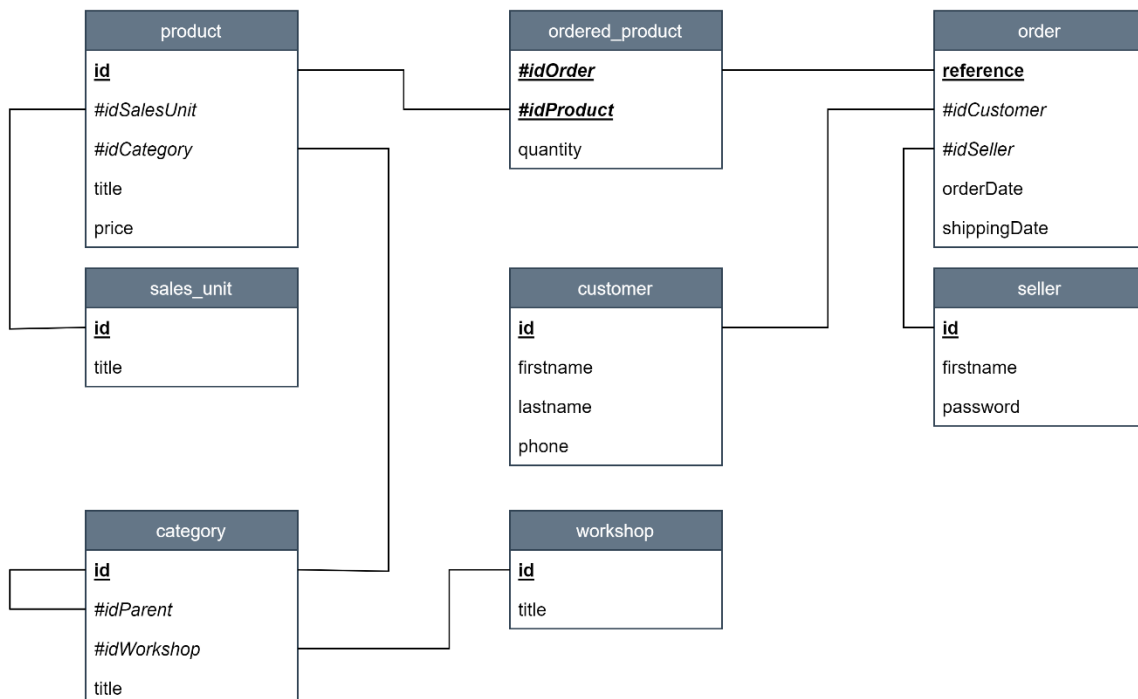 product
id
#idSalesUnit
#idCategory
title
price
ordered_product
#idOrder
#idProduct
quantity
order
reference
#idCustomer
#idSeller
orderDate
shippingDate
sales_unit
id
title
customer
id
firstname
lastname
phone
seller
id
firstname
password
category
id
#idParent
#idWorkshop
title
workshop
id
title